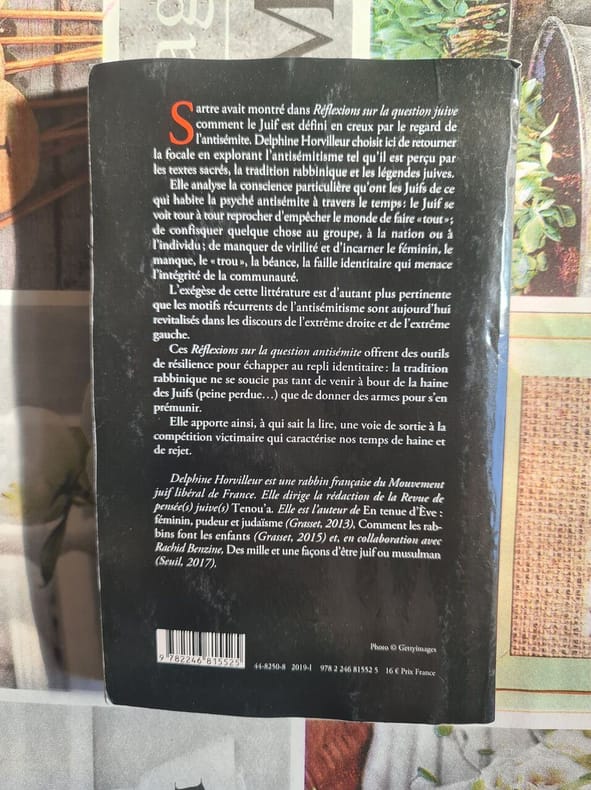 ag
M
Sartre avait montré dans Réflexions sur la question juive
comment le Juif est défini en creux par le regard de
l'antisémite. Delphine Horvilleur choisit ici de retourner
la focale en explorant l'antisémitisme tel qu'il est perçu par
les textes sacrés, la tradition rabbinique et les légendes juives.
Elle analyse la conscience particulière qu'ont les Juifs de ce
qui habite la psyché antisémite à travers le temps : le Juif se
voit tour à tour reprocher d'empêcher le monde de faire « tout » ;
de confisquer quelque chose au groupe, à la nation ou à
l'individu ; de manquer de virilité et d'incarner le féminin, le
manque, le « trou », la béance, la faille identitaire qui menace
l'intégrité de la communauté.
L'exégèse de cette littérature est d'autant plus pertinente
que les motifs récurrents de l'antisémitisme sont aujourd'hui
revitalisés dans les discours de l'extrême droite et de l'extrême
gauche.
Ces Réflexions sur la question antisémite offrent des outils
de résilience pour échapper au repli identitaire : la tradition
rabbinique ne se soucie pas tant de venir à bout de la haine
des Juifs (peine perdue...) que de donner des armes pour s'en
prémunir.
Elle apporte ainsi, à qui sait la lire, une voie de sortie à la
compétition victimaire qui caractérise nos temps de haine et
de rejet.
Delphine Horvilleur est une rabbin française du Mouvement
juif libéral de France. Elle dirige la rédaction de la Revue de
pensée(s) juive(s) Tenou'a. Elle est l'auteur de En tenue d'Ève :
féminin, pudeur et judaïsme (Grasset, 2013), Comment les rab-
bins font les enfants (Grasset, 2015) et, en collaboration avec
Rachid Benzine, Des mille et une façons d'être juif ou musulman
(Seuil, 2017).
Photo © Gettyimages
9 782246 815525
44-8250-8 2019-I 978 2 246 81552 5 16 € Prix France